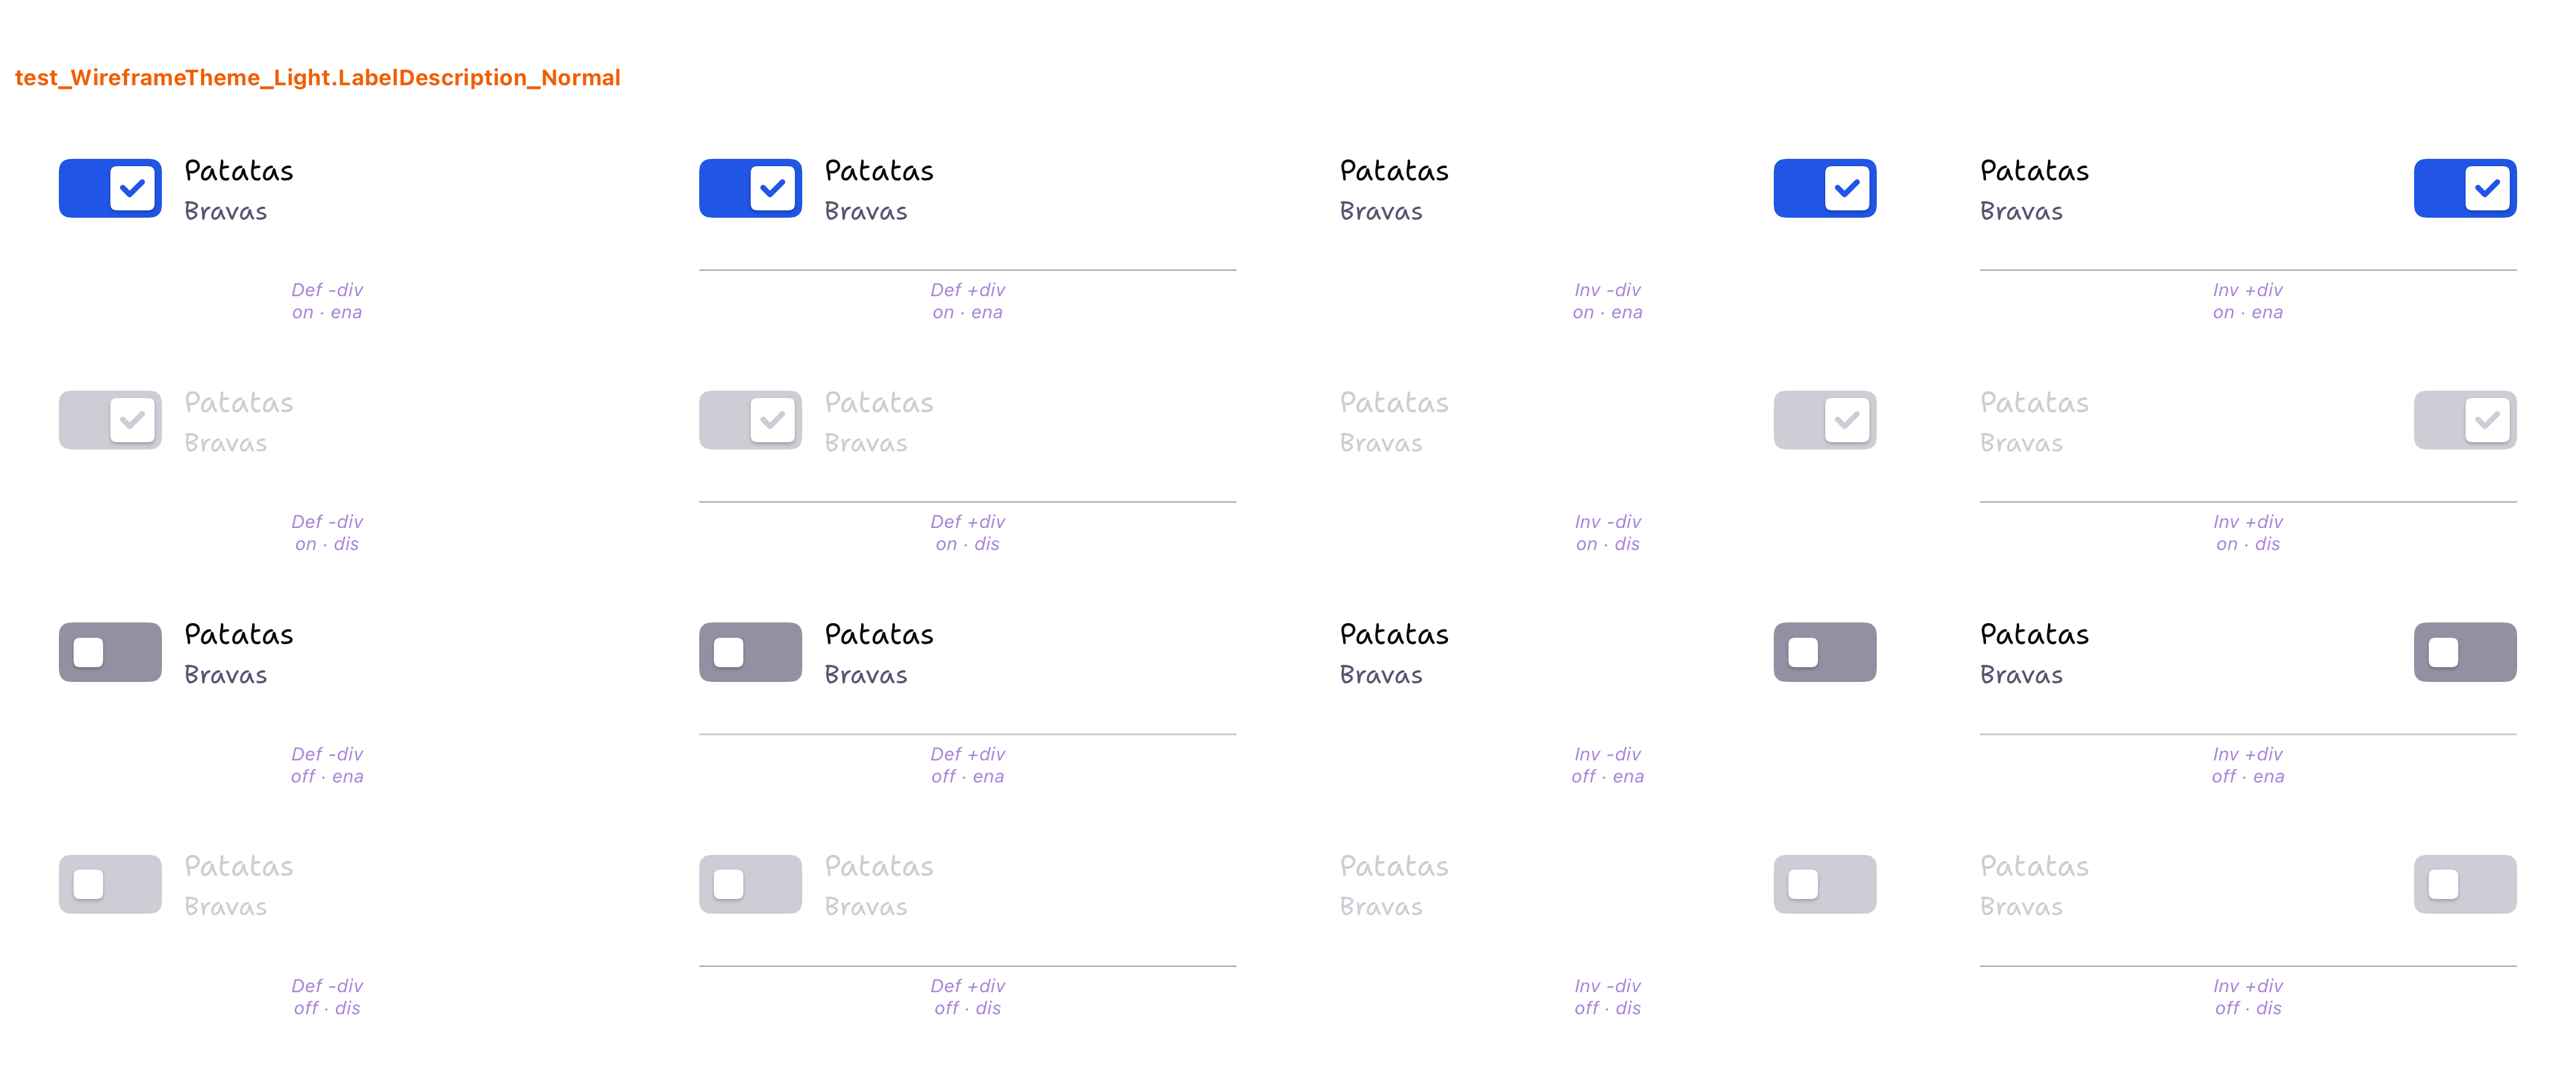 test_WireframeTheme_Light.LabelDescription_Normal
Patatas
Bravas
Def -div
on · ena
Patatas
Bravas
Def +div
on · ena
Patatas
Bravas
Inv -div
on · ena
Patatas
Bravas
Inv +div
on · ena
Patatas
Bravas
Def -div
on · dis
Patatas
Bravas
Def +div
on · dis
Patatas
Bravas
Inv -div
on · dis
Patatas
Bravas
Inv +div
on · dis
Patatas
Bravas
Def -div
off · ena
Patatas
Bravas
Def +div
off · ena
Patatas
Bravas
Inv -div
off · ena
Patatas
Bravas
Inv +div
off · ena
Patatas
Bravas
Def -div
off · dis
Patatas
Bravas
Def +div
off · dis
Patatas
Bravas
Inv -div
off · dis
Patatas
Bravas
Inv +div
off · dis